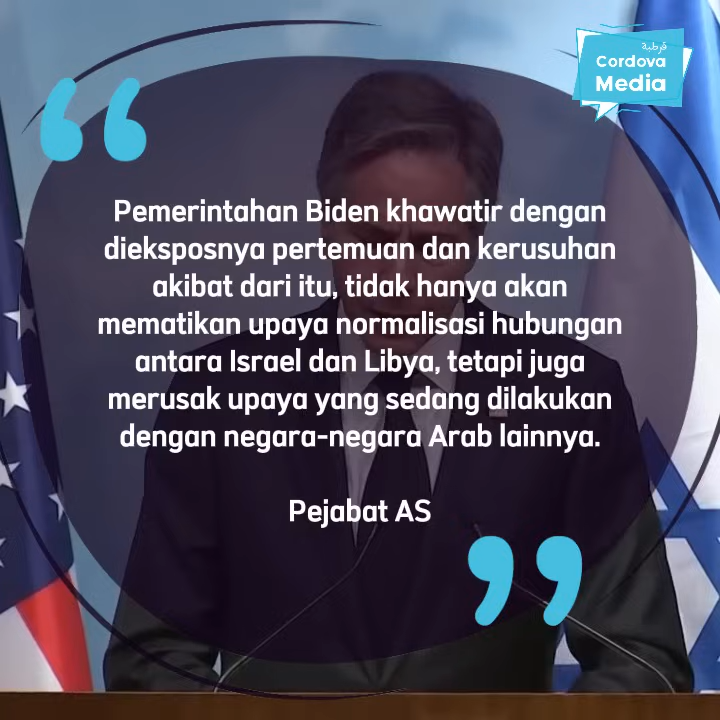 قرطبة
Cordova
Media
Pemerintahan Biden khawatir dengan
dieksposnya pertemuan dan kerusuhan
akibat dari itu, tidak hanya akan
mematikan upaya normalisasi hubungan
antara Israel dan Libya, tetapi juga
merusak upaya yang sedang dilakukan
dengan negara-negara Arab lainnya.
Pejabat AS